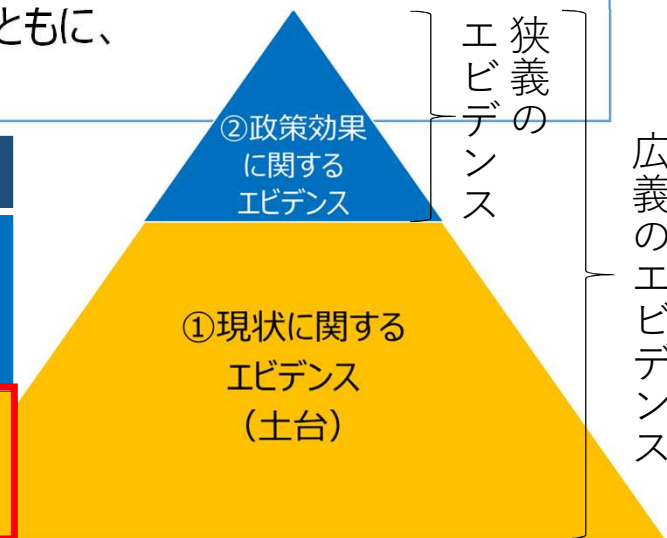 ともに、
②政策効果
に関する
エビデンス
狭義の
エビデンス
①現状に関する
エビデンス
（土台）
広義のエビデンス